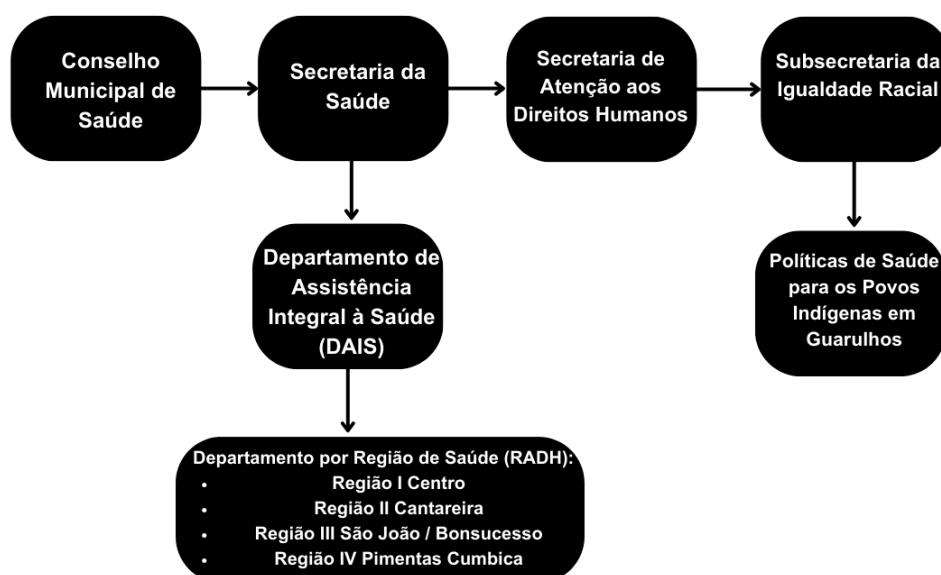 Conselho
Municipal de
Saúde
Secretaria da
Saúde
Secretaria de
Atenção aos
Direitos Humanos
Subsecretaria da
Igualdade Racial
Departamento de
Assistência
Integral à Saúde
(DAIS)
Políticas de Saúde
para os Povos
Indígenas em
Guarulhos
Departamento por Região de Saúde (RADH):
• Região I Centro
• Região II Cantareira
• Região III São João / Bonsucesso
• Região IV Pimentas Cumbica